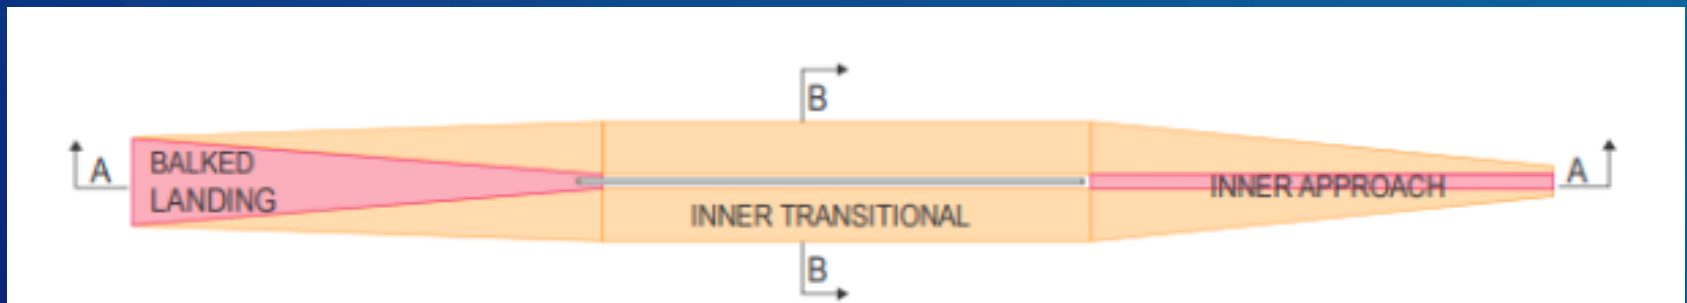 B
A
BALKED
LANDING
INNER TRANSITIONAL
INNER APPROACH
A
B